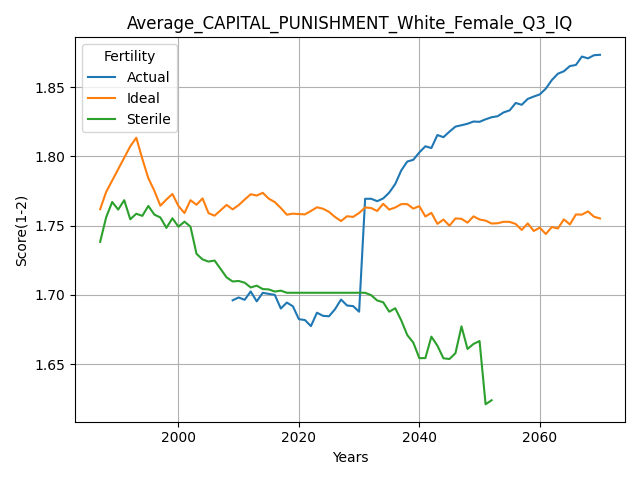 Average_CAPITAL_PUNISHMENT_White_Female_Q3_IQ
Fertility
Actual
Ideal
Sterile
Score(1-2)
1.85
1.80
1.75
1.70
1.65
2000
2020
2040
2060
Years